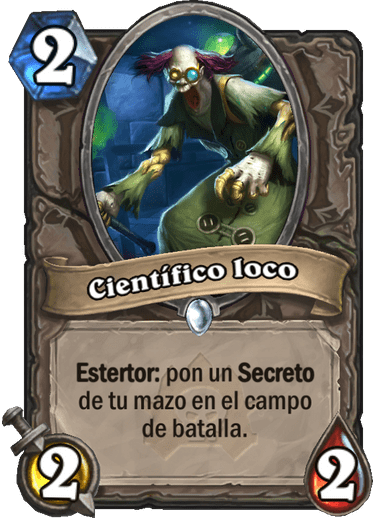 2
Científico loco
Estertor: pon un Secreto
de tu mazo en el campo
de batalla.
2
2